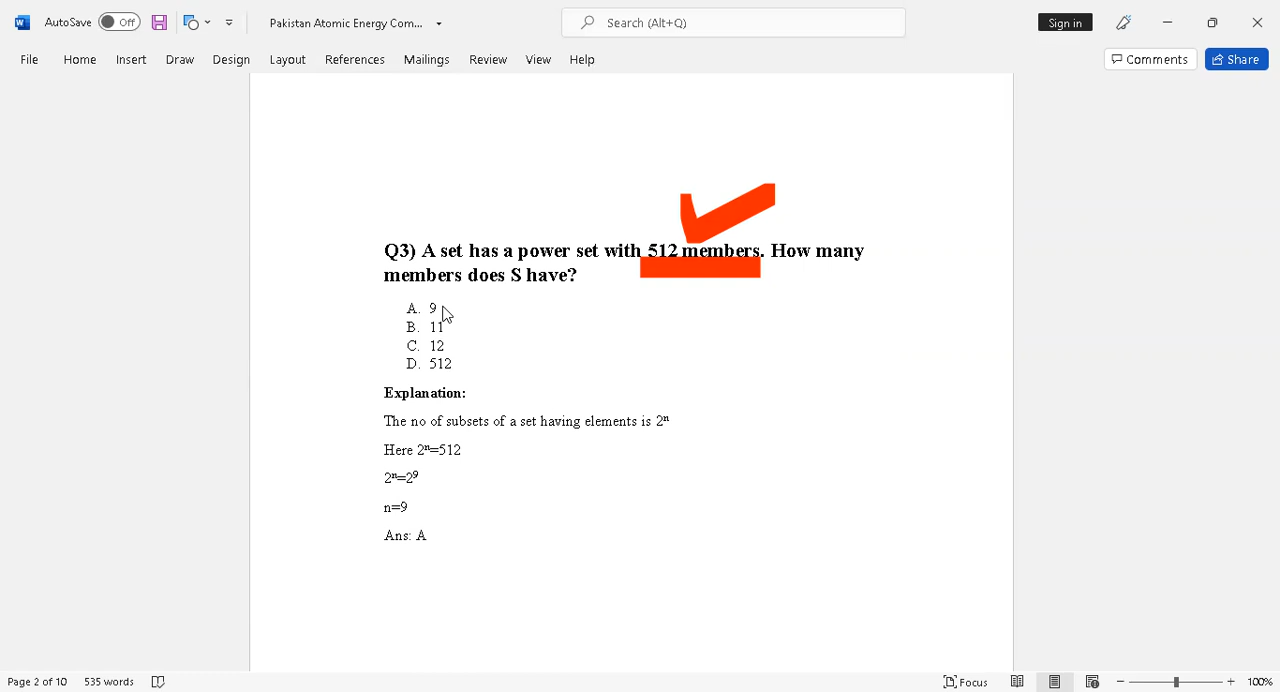 AutoSave Off Pakistan Atomic Energy Com... Search (Alt+Q) Sign in
File Home Insert Draw Design Layout References Mailings Review View Help Comments Share
Q3) A set has a power set with 512 members. How many
members does S have?
A. 9
B. 11
C. 12
D. 512
Explanation:
The no of subsets of a set having elements is 2ⁿ
Here 2ⁿ=512
2ⁿ=2⁹
n=9
Ans: A
Page 2 of 10 535 words Focus 100%